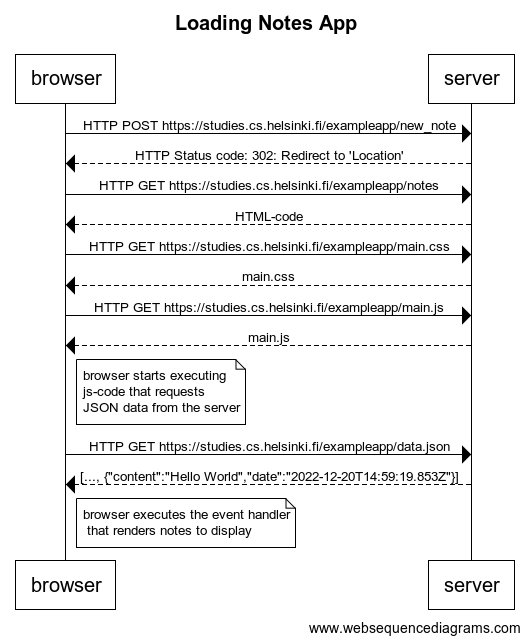 Loading Notes App
browser
server
HTTP POST https://studies.cs.helsinki.fi/exampleapp/new_note
HTTP Status code: 302: Redirect to 'Location'
HTTP GET https://studies.cs.helsinki.fi/exampleapp/notes
HTML-code
HTTP GET https://studies.cs.helsinki.fi/exampleapp/main.css
main.css
HTTP GET https://studies.cs.helsinki.fi/exampleapp/main.js
main.js
browser starts executing
js-code that requests
JSON data from the server
HTTP GET https://studies.cs.helsinki.fi/exampleapp/data.json
[..., {"content":"Hello World","date":"2022-12-20T14:59:19.853Z"}]
browser executes the event handler
that renders notes to display
browser
server
www.websequencediagrams.com